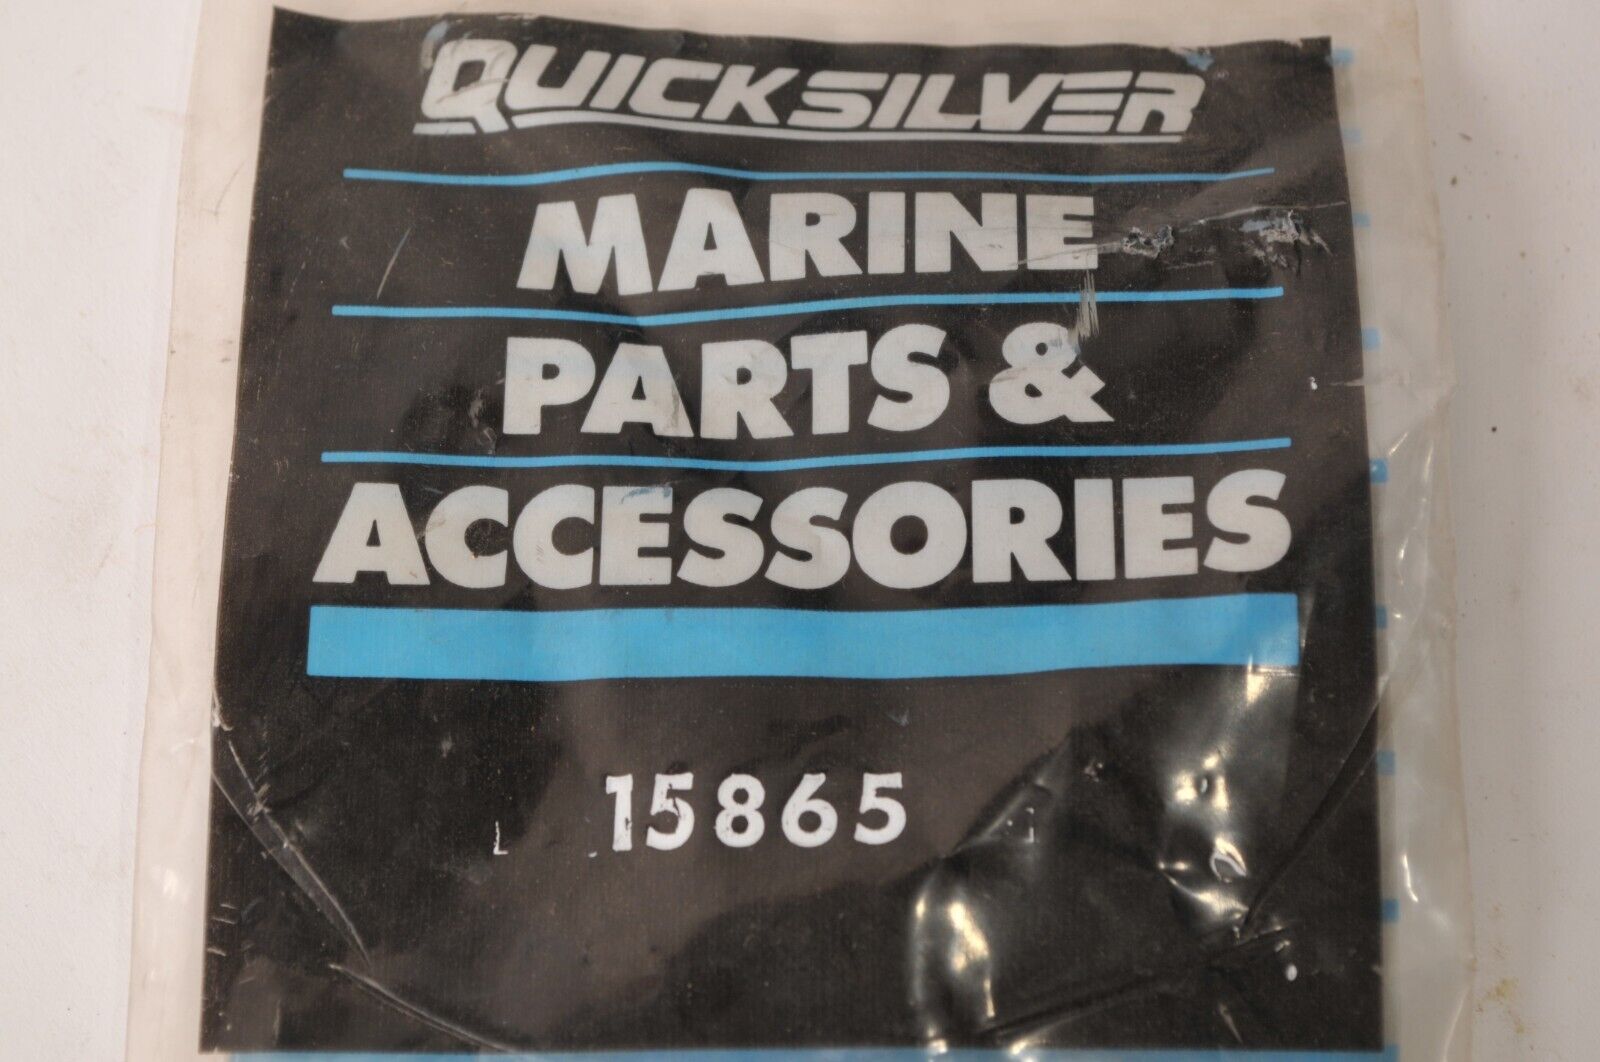 QUICKSILVER
MARINE
PARTS &
ACCESSORIES
15865